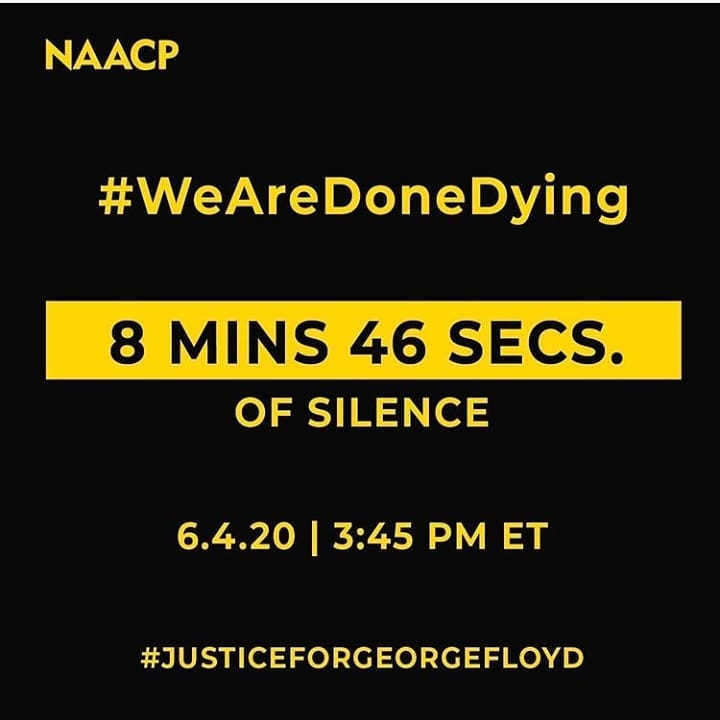 NAACP
#WeAreDoneDying
8 MINS 46 SECS.
OF SILENCE
6.4.20 | 3:45 PM ET
#JUSTICEFORGEORGEFLOYD